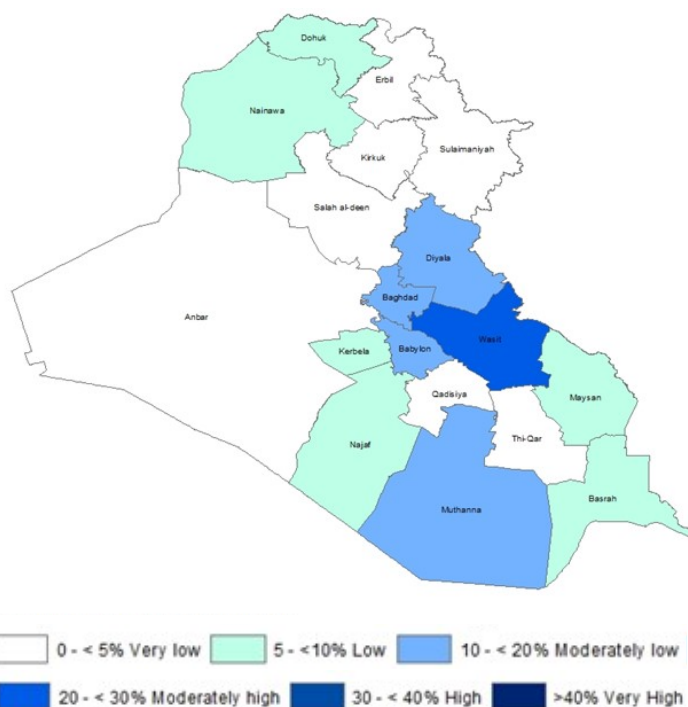 Dohuk
Erbil
Nainawa
Kirkuk
Sulaimaniyah
Salah al-deen
Diyala
Baghdad
Anbar
Wasit
Kerbela
Babylon
Qadisiya
Maysan
Najaf
Thi-Qar
Basrah
Muthanna
0 - < 5% Very low 5 - <10% Low 10 - < 20% Moderately low
20 - < 30% Moderately high 30 - < 40% High >40% Very High